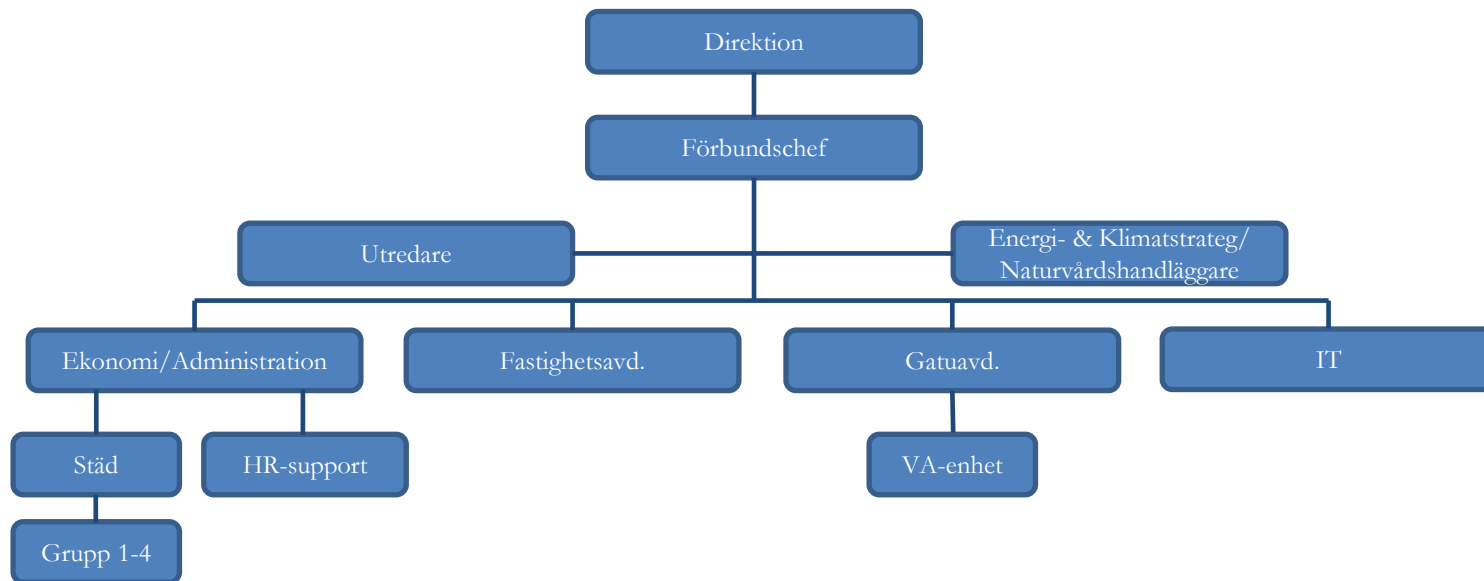 Direktion
Förbundschef
Utredare
Energi- & Klimatstrateg/
Naturvårdshandläggare
Ekonomi/Administration
Fastighetsavd.
Gatuavd.
IT
Städ
HR-support
VA-enhet
Grupp 1-4